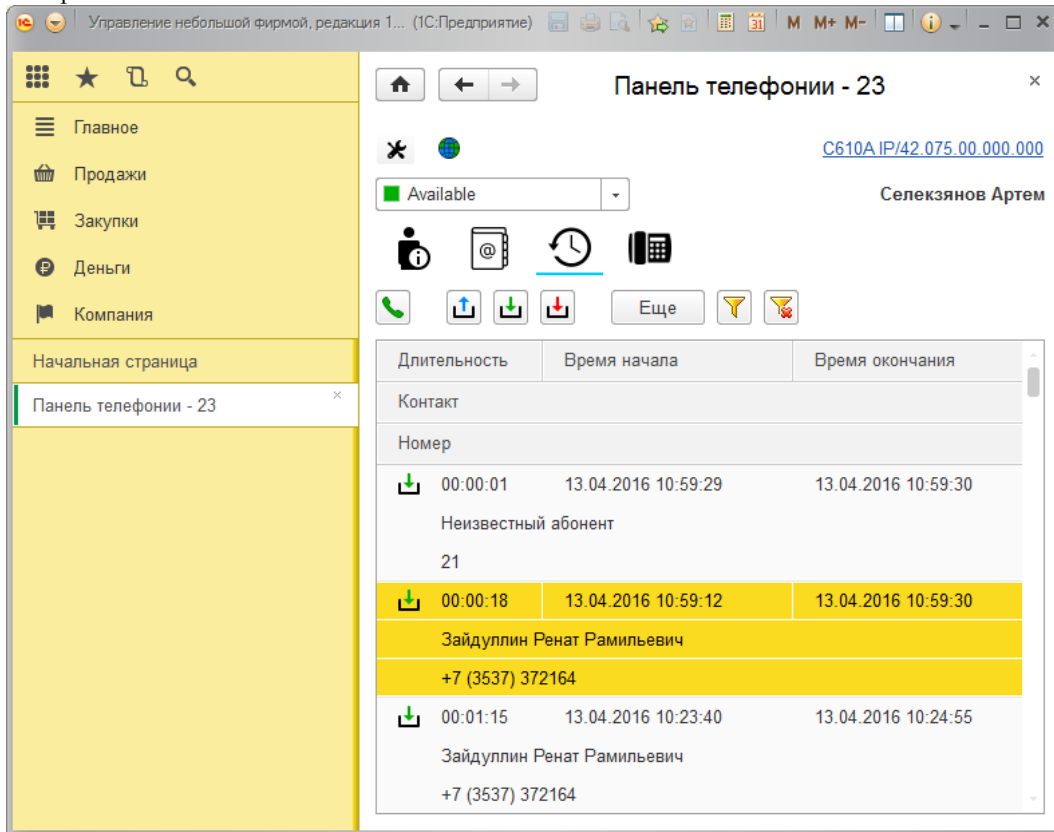 Управление небольшой фирмой, редакция 1... (1С:Предприятие) 31 M M+ M-
Панель телефонии - 23
Главное
C610A IP/42.075.00.000.000
Продажи
Available
Селекзянов Артем
Закупки
Деньги
Компания
Еще
Начальная страница
Панель телефонии - 23
Длительность Время начала Время окончания
Контакт
Номер
00:00:01 13.04.2016 10:59:29 13.04.2016 10:59:30
Неизвестный абонент
21
00:00:18 13.04.2016 10:59:12 13.04.2016 10:59:30
Зайдуллин Ренат Рамильевич
+7 (3537) 372164
00:01:15 13.04.2016 10:23:40 13.04.2016 10:24:55
Зайдуллин Ренат Рамильевич
+7 (3537) 372164